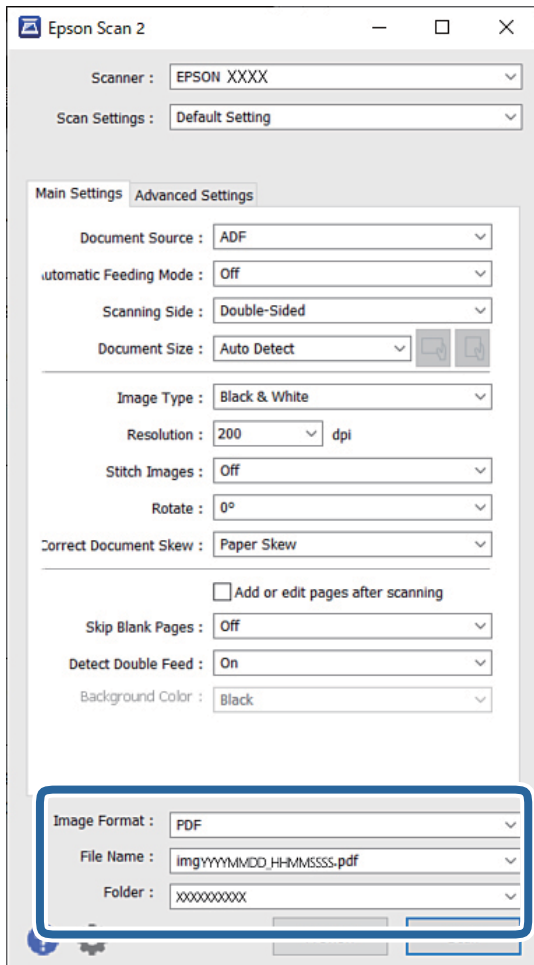 Epson Scan 2
Scanner : EPSON XXXX
Scan Settings : Default Setting
Main Settings Advanced Settings
Document Source : ADF
utomatic Feeding Mode : Off
Scanning Side : Double-Sided
Document Size : Auto Detect
Image Type : Black & White
Resolution : 200 dpi
Stitch Images : Off
Rotate : 0°
Correct Document Skew : Paper Skew
Add or edit pages after scanning
Skip Blank Pages : Off
Detect Double Feed : On
Background Color : Black
Image Format : PDF
File Name : imgYYYYMMDD_HHMMSSSS.pdf
Folder : XXXXXXXXXX